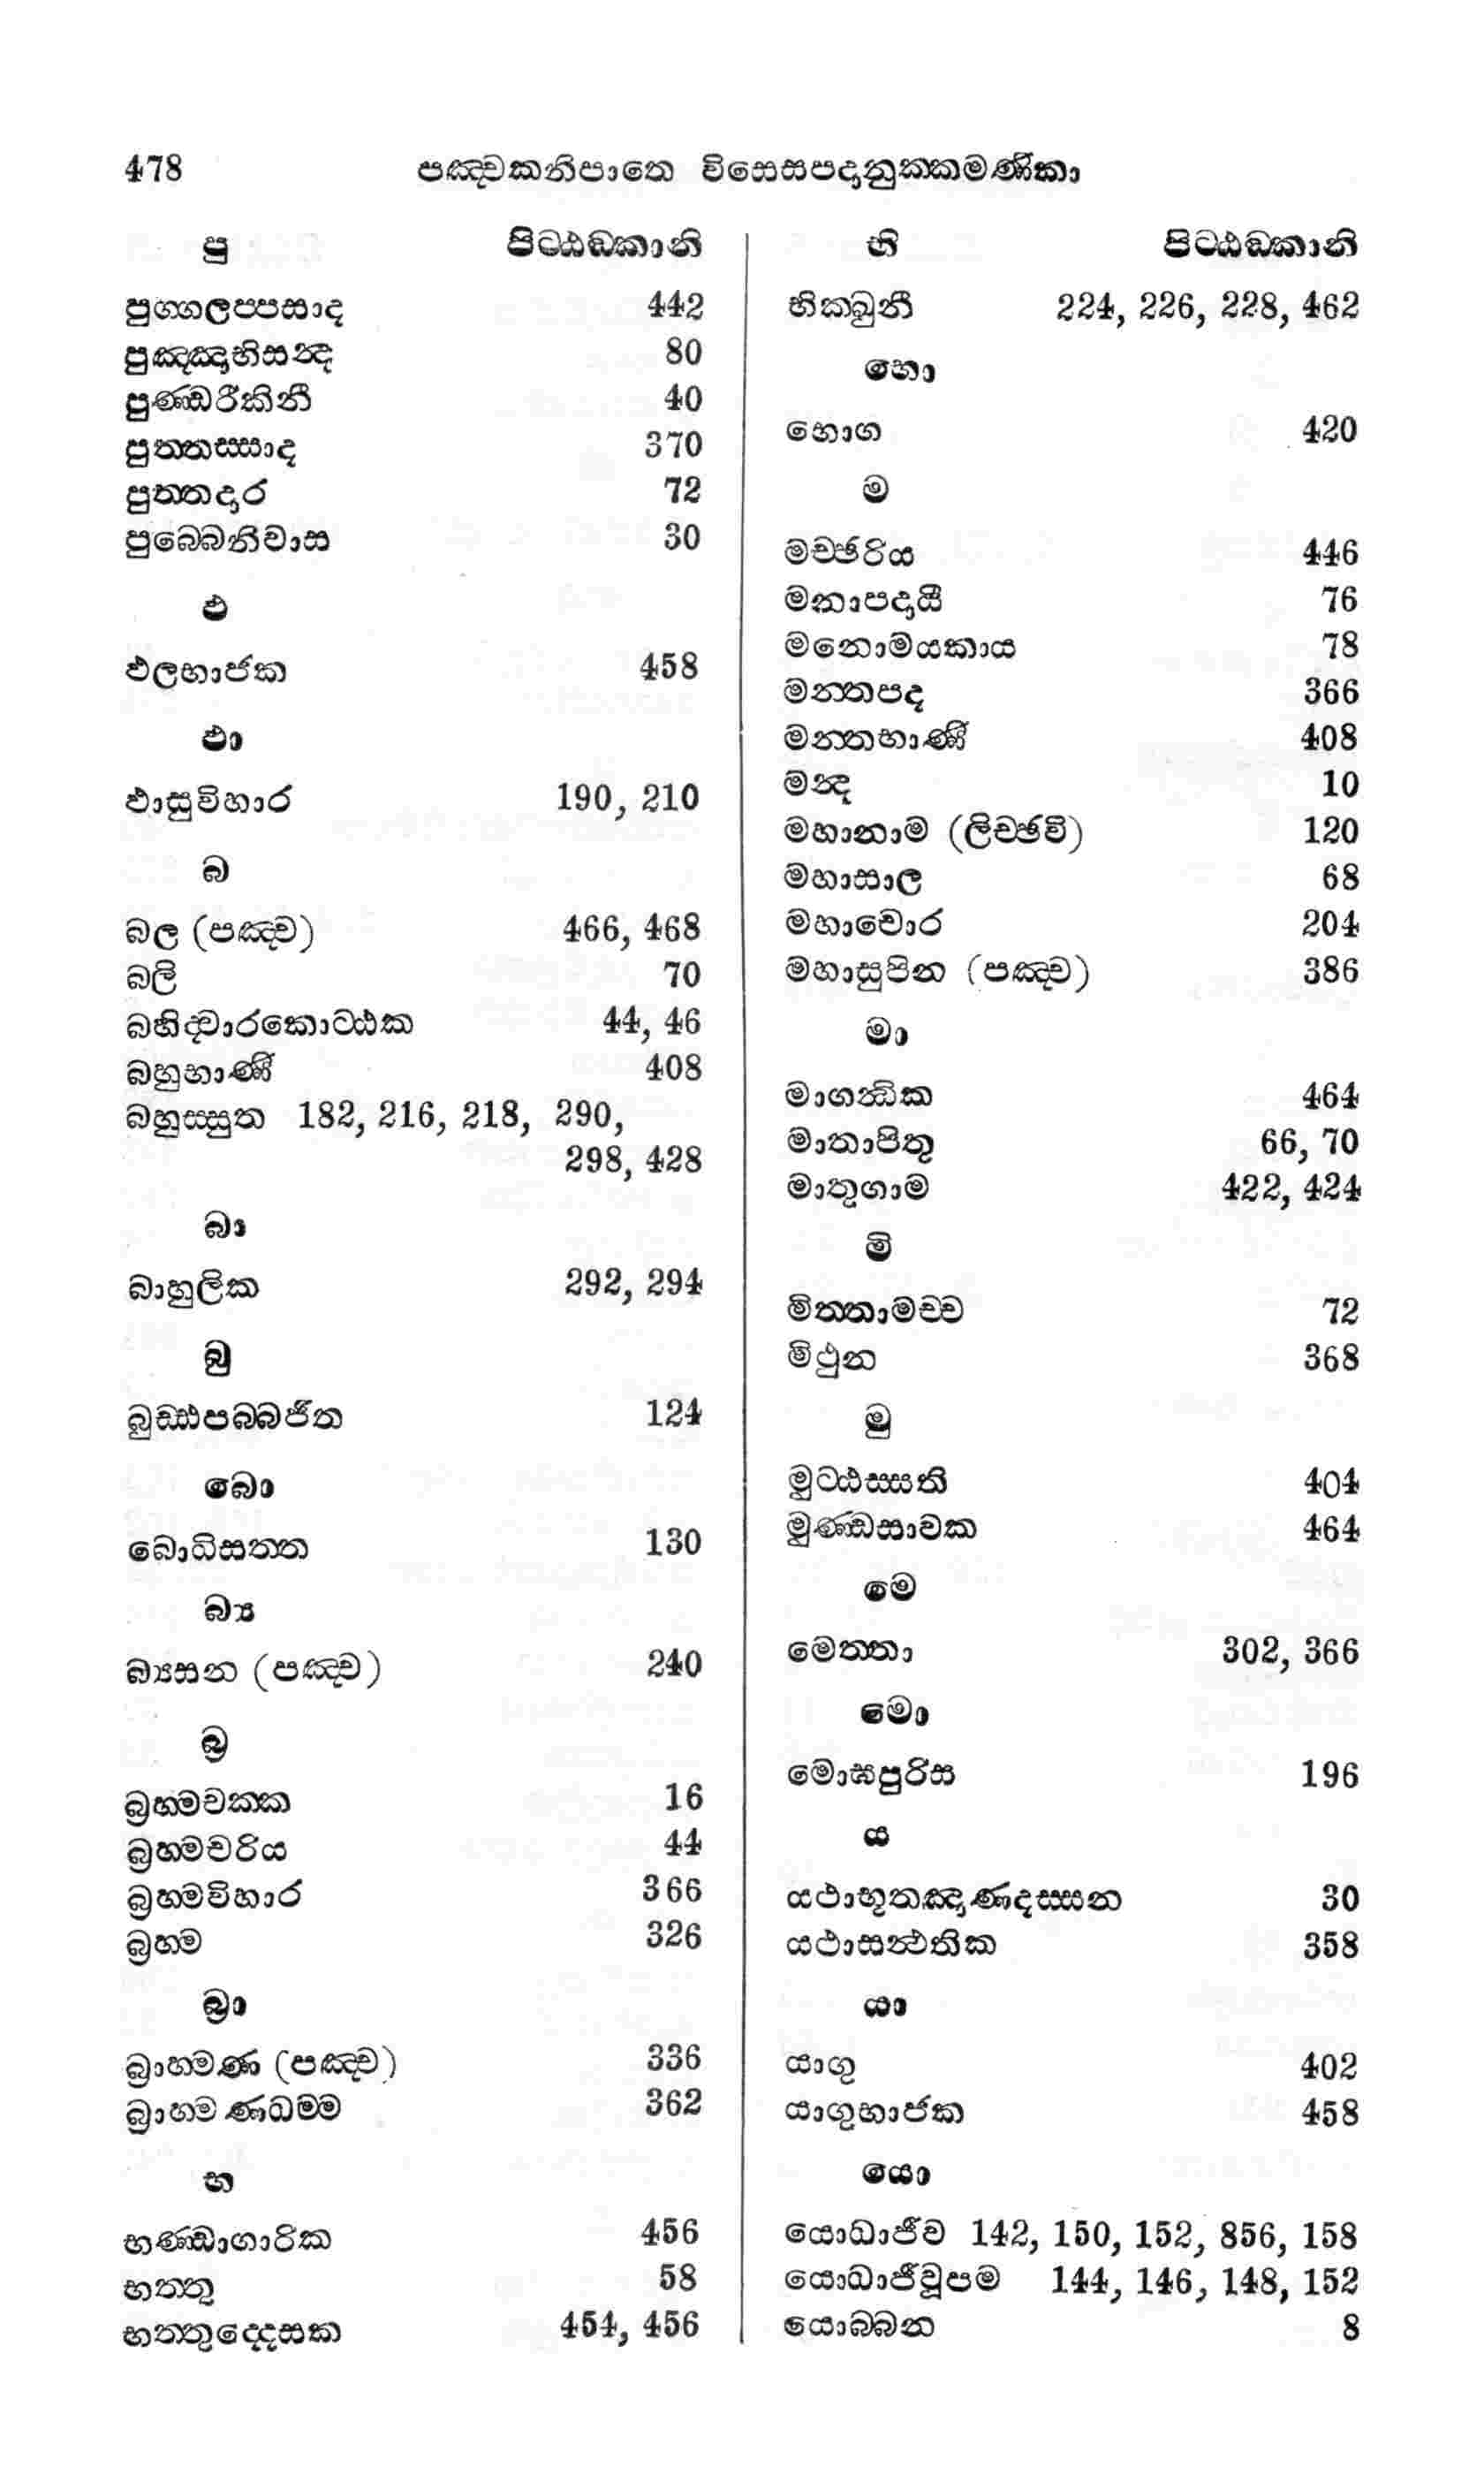 478 පඤ්චකනිපාතෙ විසෙසපදානුක්කමණිකා
පු පිට්ඨඞ්කානි
පුග්ගලප්පසාද 442
පුඤ්ඤාභිසන්‍ද 80
පුණ්ඩරීකිනී 40
පුත්තස්සාද 370
පුත්තදාර 72
පුබ්බෙනිවාස 30
ඵ
ඵලභාජක 458
ඵා
ඵාසුවිහාර 190, 210
බ
බල (පඤ්ච) 466, 468
බලි 70
බහිද්වාරකොට්ඨක 44, 46
බහුභාණී 408
බහුස්සුත 182, 216, 218, 290,
298, 428
බා
බාහුලික 292, 294
බු
බුඩ්ඪපබ්බජිත 124
බො
බොධිසත්ත 130
බ්‍ය
බ්‍යසන (පඤ්ච) 240
බ්‍ර
බ්‍රහ්මචක්ක 16
බ්‍රහ්මචරිය 44
බ්‍රහ්මවිහාර 366
බ්‍රහ්ම 326
බ්‍රා
බ්‍රාහ්මණ (පඤ්ච) 336
බ්‍රාහ්මණධම්ම 362
භ
භණ්ඩාගාරික 456
භත්තු 58
භත්තුද්දෙසක 454, 456
භි පිට්ඨඞ්කානි
භික්ඛුනී 224, 226, 228, 462
භො
භොග 420
ම
මච්ඡරිය 446
මනාපදායී 76
මනොමයකාය 78
මන්තපද 366
මන්තභාණී 408
මන්‍ද 10
මහානාම (ලිච්ඡවි) 120
මහාසාල 68
මහාචොර 204
මහාසුපින (පඤ්ච) 386
මා
මාගන්‍ධික 464
මාතාපිතු 66, 70
මාතුගාම 422, 424
මි
මිත්තාමච්ච 72
මිථුන 368
මු
මුට්ඨස්සති 404
මුණ්ඩසාවක 464
මෙ
මෙත්තා 302, 366
මො
මොඝපුරිස 196
ය
යථාභූතඤාණදස්සන 30
යථාසන්‍ථතික 358
යා
යාගු 402
යාගුභාජක 458
යො
යොධාජීව 142, 150, 152, 856, 158
යොධාජීවූපම 144, 146, 148, 152
යොබ්බන 8